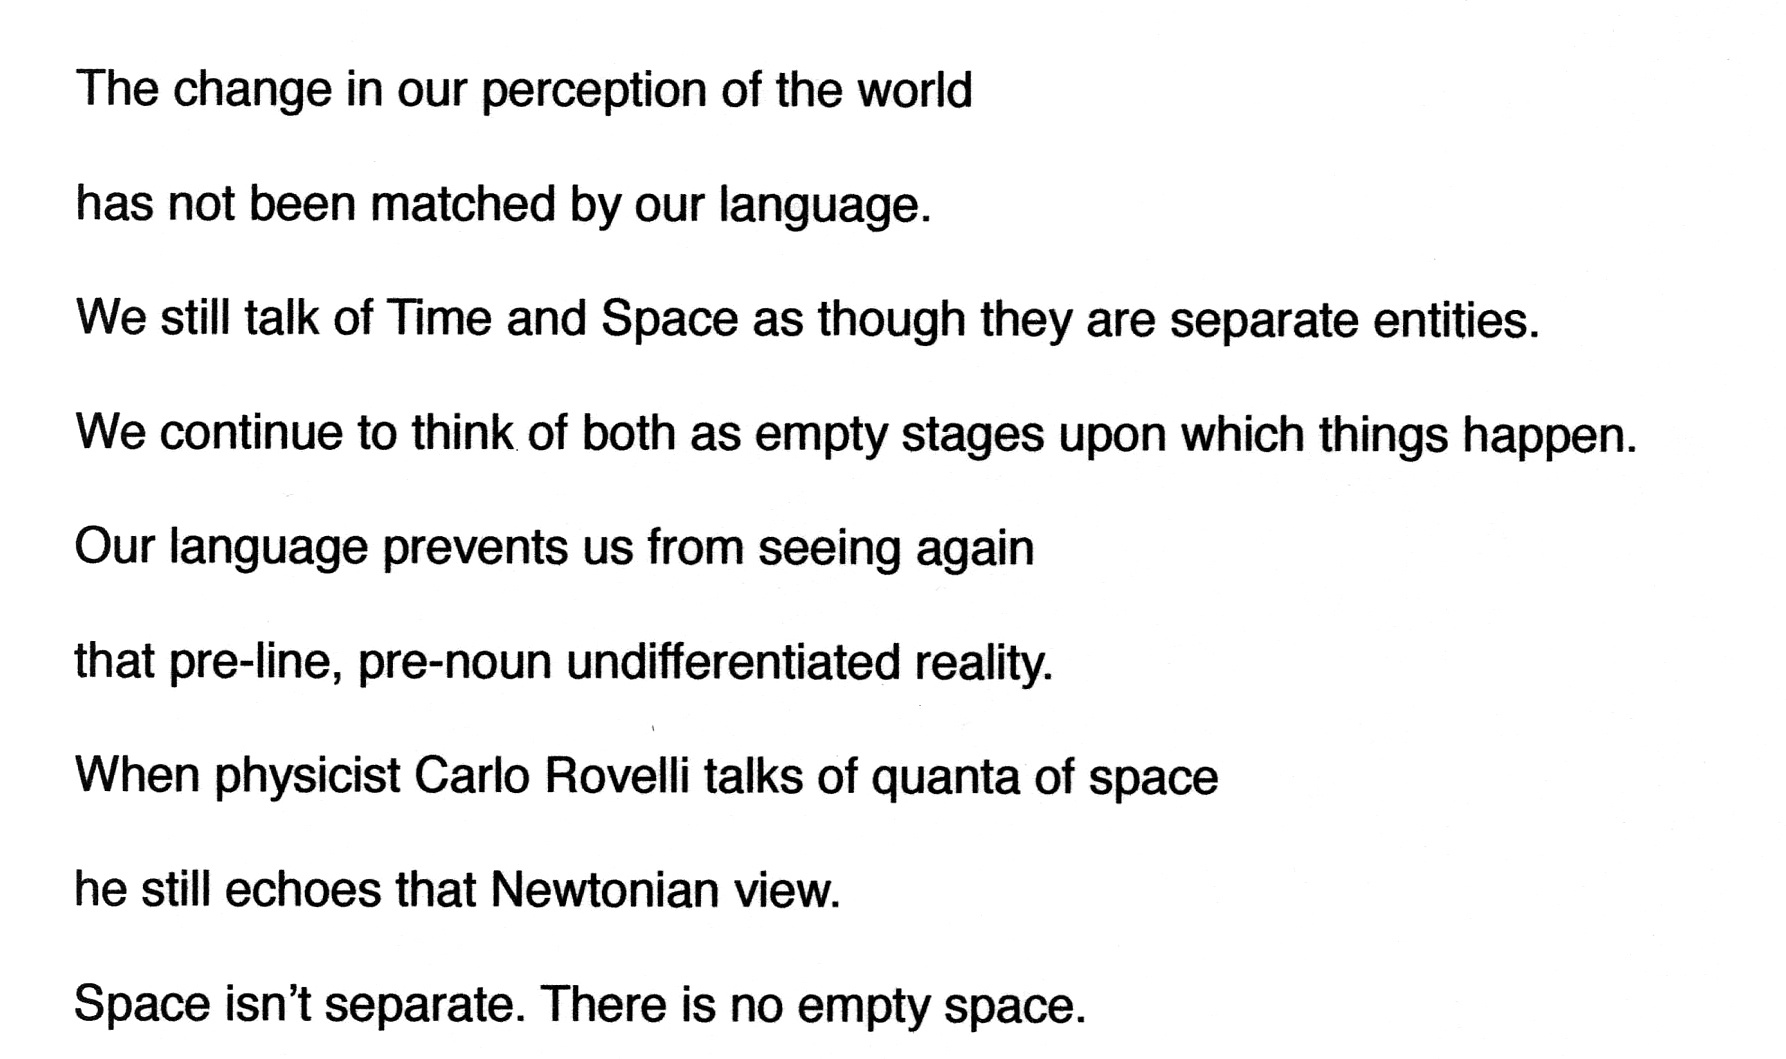 The change in our perception of the world
has not been matched by our language.
We still talk of Time and Space as though they are separate entities.
We continue to think of both as empty stages upon which things happen.
Our language prevents us from seeing again
that pre-line, pre-noun undifferentiated reality.
When physicist Carlo Rovelli talks of quanta of space
he still echoes that Newtonian view.
Space isn’t separate. There is no empty space.